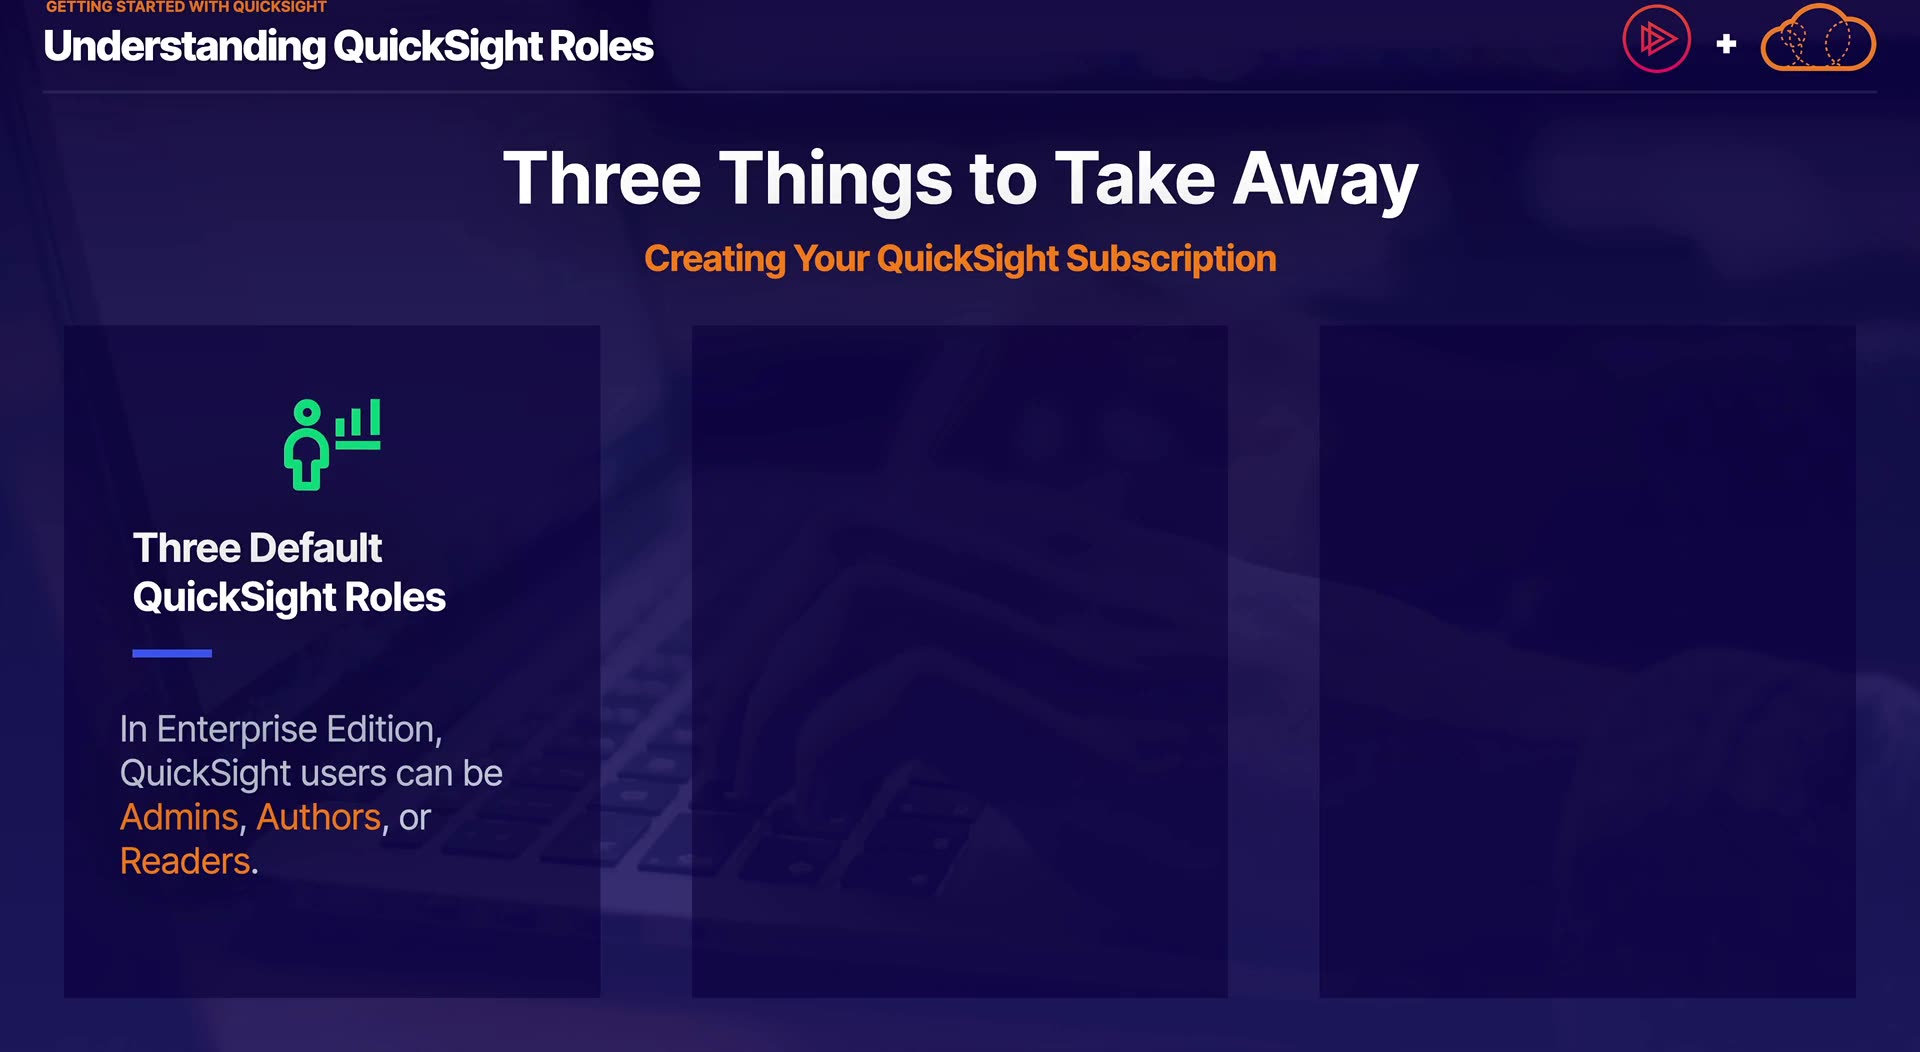 GETTING STARTED WITH QUICKSIGHT
Understanding QuickSight Roles
Three Things to Take Away
Creating Your QuickSight Subscription
Three Default
QuickSight Roles
In Enterprise Edition,
QuickSight users can be
Admins, Authors, or
Readers.